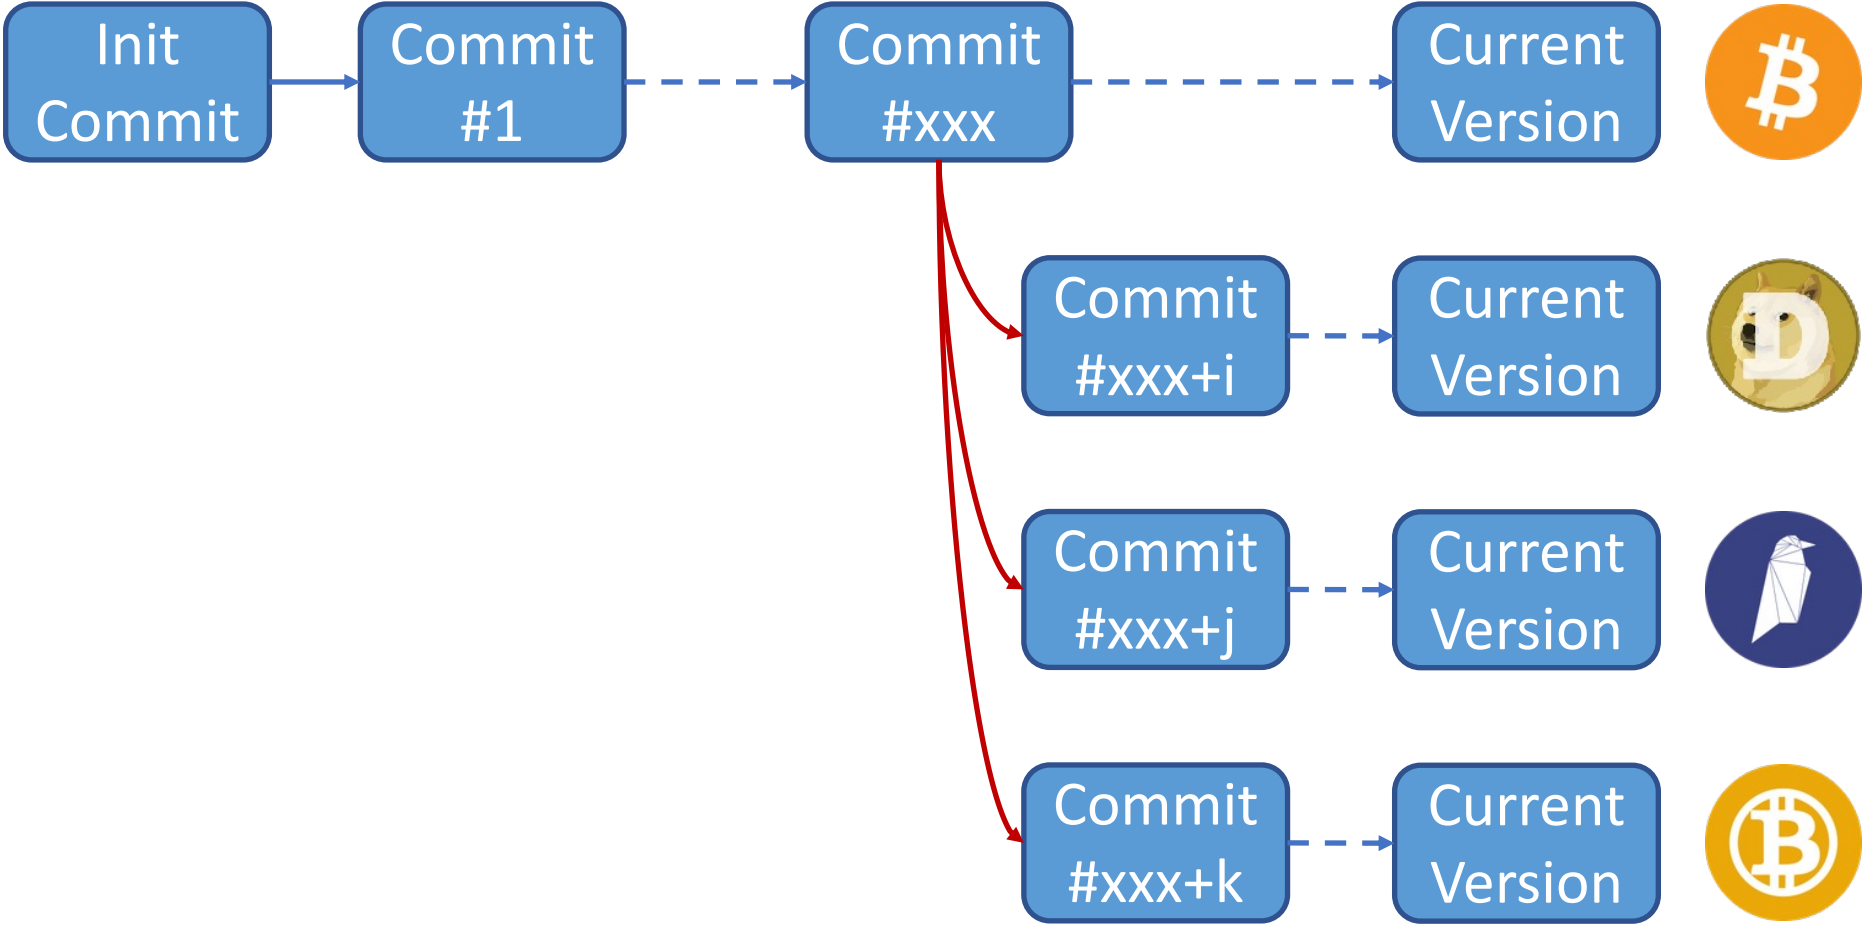 Init
Commit
Commit
#1
Commit
#xxx
Current
Version
Commit
#xxx+i
Current
Version
D
Commit
#xxx+j
Current
Version
Commit
#xxx+k
Current
Version